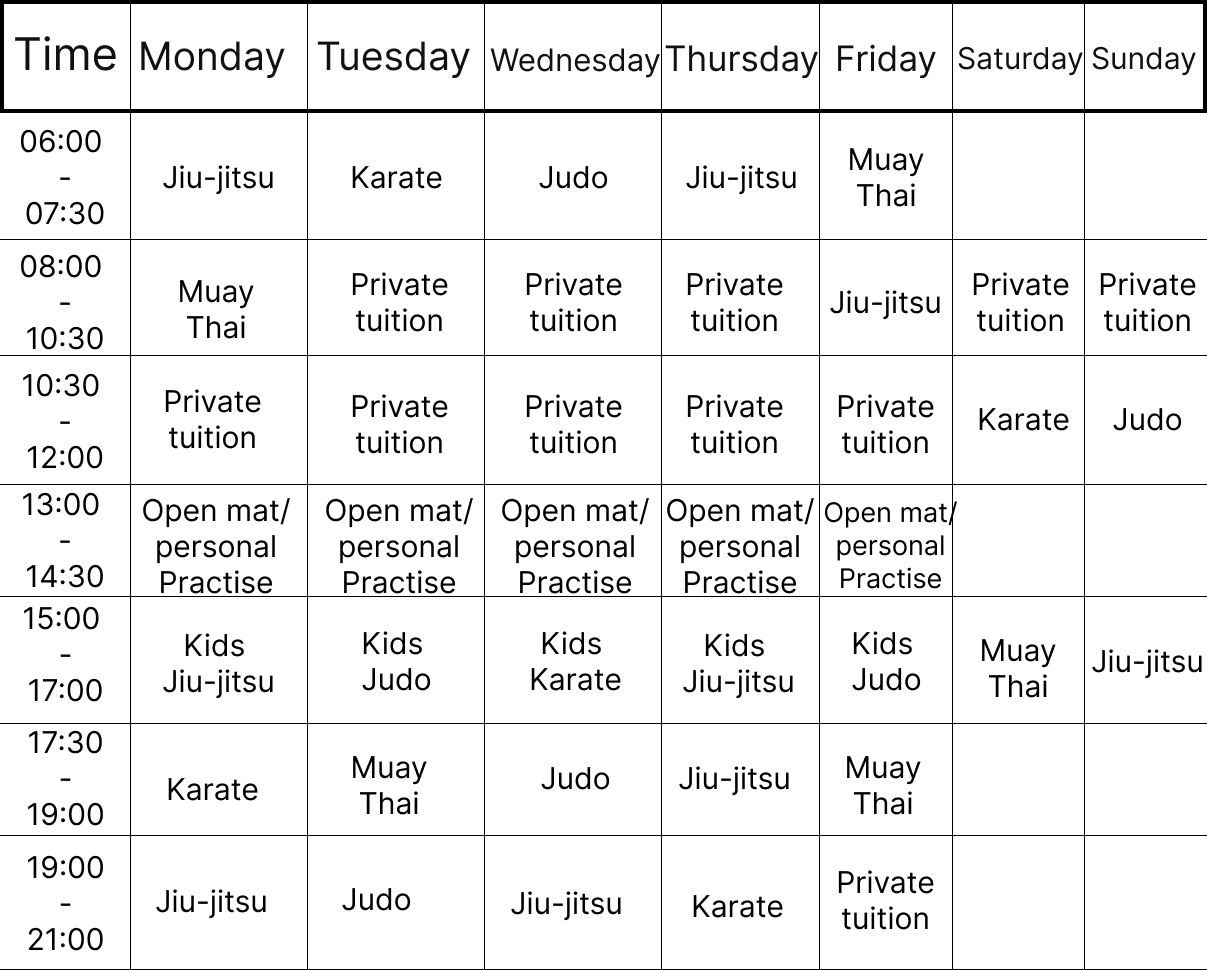 Time Monday Tuesday Wednesday Thursday Friday Saturday Sunday
06:00 - 07:30 Jiu-jitsu Karate Judo Jiu-jitsu Muay Thai
08:00 - 10:30 Muay Thai Private tuition Private tuition Private tuition Jiu-jitsu Private tuition Private tuition
10:30 - 12:00 Private tuition Private tuition Private tuition Private tuition Private tuition Karate Judo
13:00 - 14:30 Open mat/ personal Practise Open mat/ personal Practise Open mat/ personal Practise Open mat/ personal Practise Open mat/ personal Practise
15:00 - 17:00 Kids Jiu-jitsu Kids Judo Kids Karate Kids Jiu-jitsu Kids Judo Muay Thai Jiu-jitsu
17:30 - 19:00 Karate Muay Thai Judo Jiu-jitsu Muay Thai
19:00 - 21:00 Jiu-jitsu Judo Jiu-jitsu Karate Private tuition